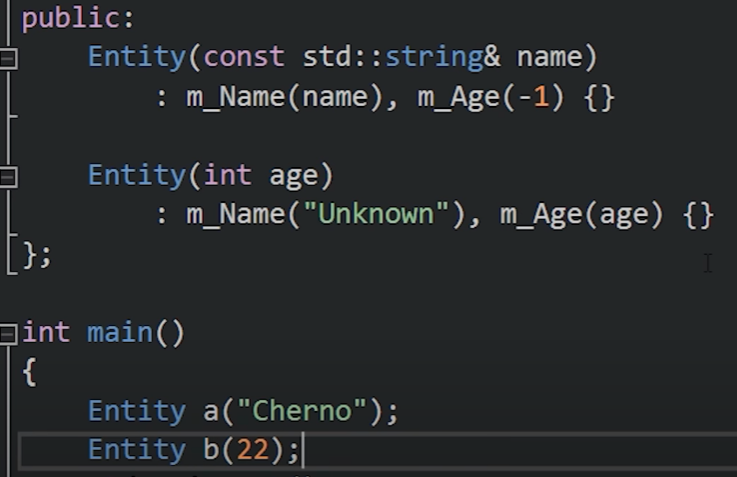 public:
Entity(const std::string& name)
: m_Name(name), m_Age(-1) {}
Entity(int age)
: m_Name("Unknown"), m_Age(age) {}
};
int main()
{
Entity a("Cherno");
Entity b(22);